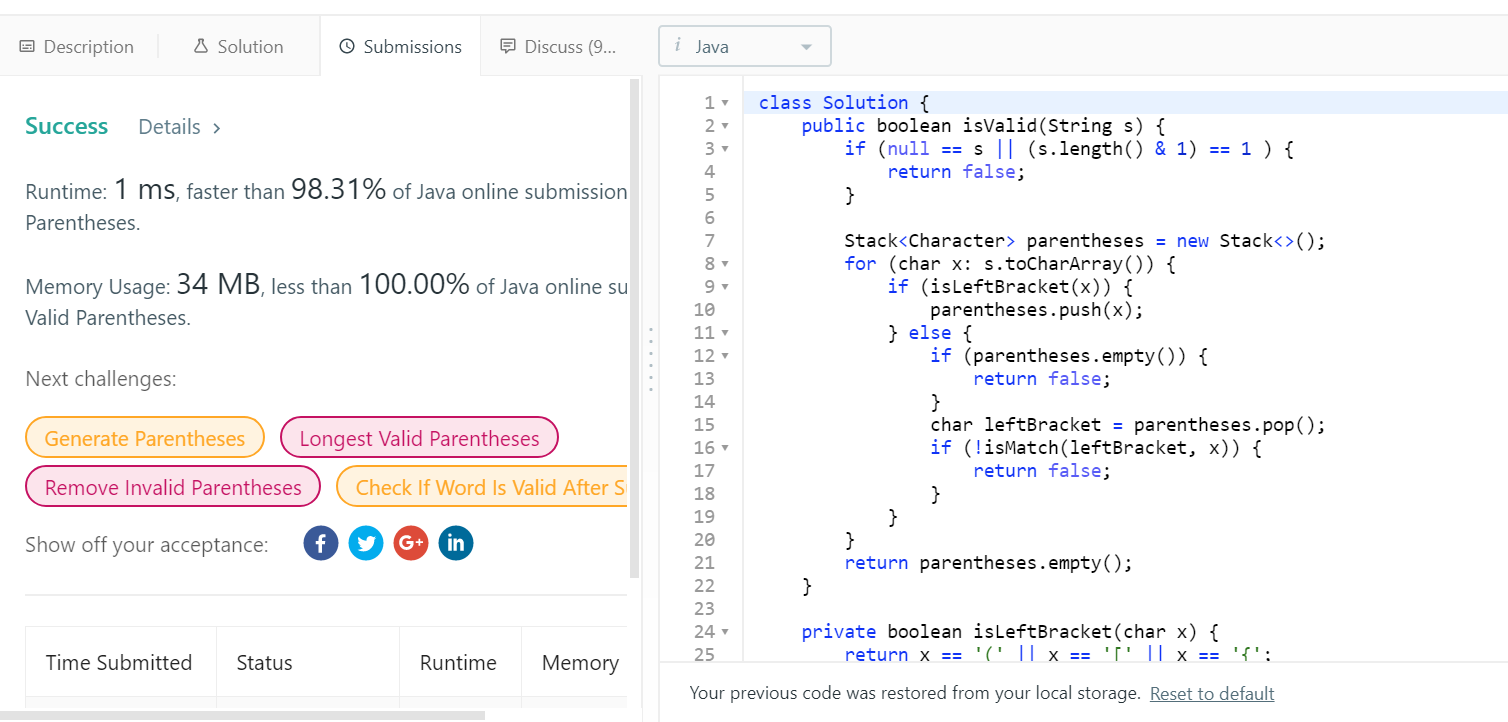 Description
Solution
Submissions
Discuss (9...
Success Details >
Runtime: 1 ms, faster than 98.31% of Java online submission
Parentheses.
Memory Usage: 34 MB, less than 100.00% of Java online su
Valid Parentheses.
Next challenges:
Generate Parentheses
Longest Valid Parentheses
Remove Invalid Parentheses
Check If Word Is Valid After S
Show off your acceptance:
f
G+
in
Time Submitted Status Runtime Memory
i Java
1 class Solution {
2 public boolean isValid(String s) {
3 if (null == s || (s.length() & 1) == 1 ) {
4 return false;
5 }
6
7 Stack<Character> parentheses = new Stack<>();
8 for (char x: s.toCharArray()) {
9 if (isLeftBracket(x)) {
10 parentheses.push(x);
11 } else {
12 if (parentheses.empty()) {
13 return false;
14 }
15 char leftBracket = parentheses.pop();
16 if (!isMatch(leftBracket, x)) {
17 return false;
18 }
19 }
20 }
21 return parentheses.empty();
22 }
23
24 private boolean isLeftBracket(char x) {
25 return x == '(' || x == '[' || x == '{';
Your previous code was restored from your local storage. Reset to default